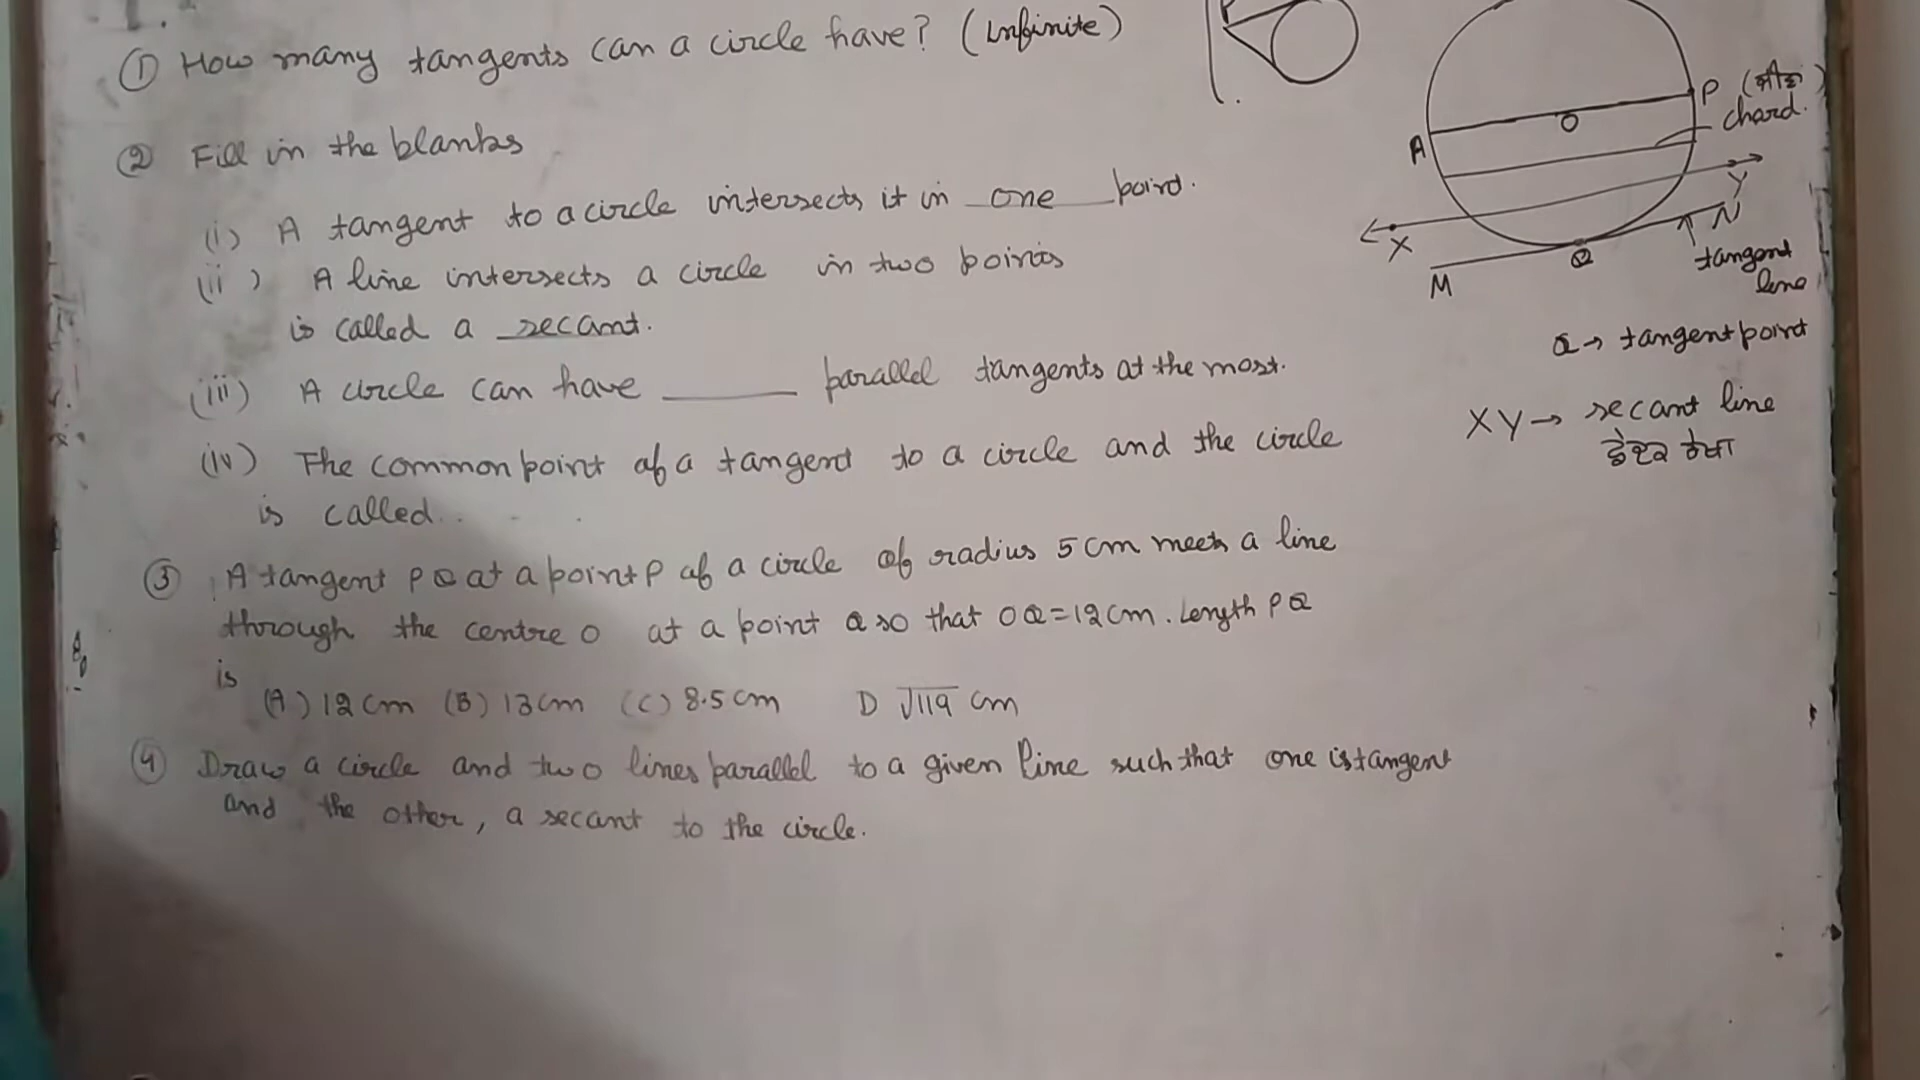 ① How many tangents can a circle have? (Infinite)
② Fill in the blanks
(i) A tangent to a circle intersects it in one point.
(ii) A line intersects a circle in two points
is called a secant.
(iii) A circle can have ______ parallel tangents at the most.
(iv) The common point of a tangent to a circle and the circle
is called..
③ A tangent PQ at a point P of a circle of radius 5 cm meets a line
through the centre O at a point Q so that OQ=12 cm. Length PQ
is
(A) 12 cm (B) 13 cm (C) 8.5 cm D √119 cm
④ Draw a circle and two lines parallel to a given line such that one is tangent
and the other, a secant to the circle.
P
P
chord.
O
A
Y
X
N
Q
M
tangent
line
Q→ tangent point
XY→ secant line